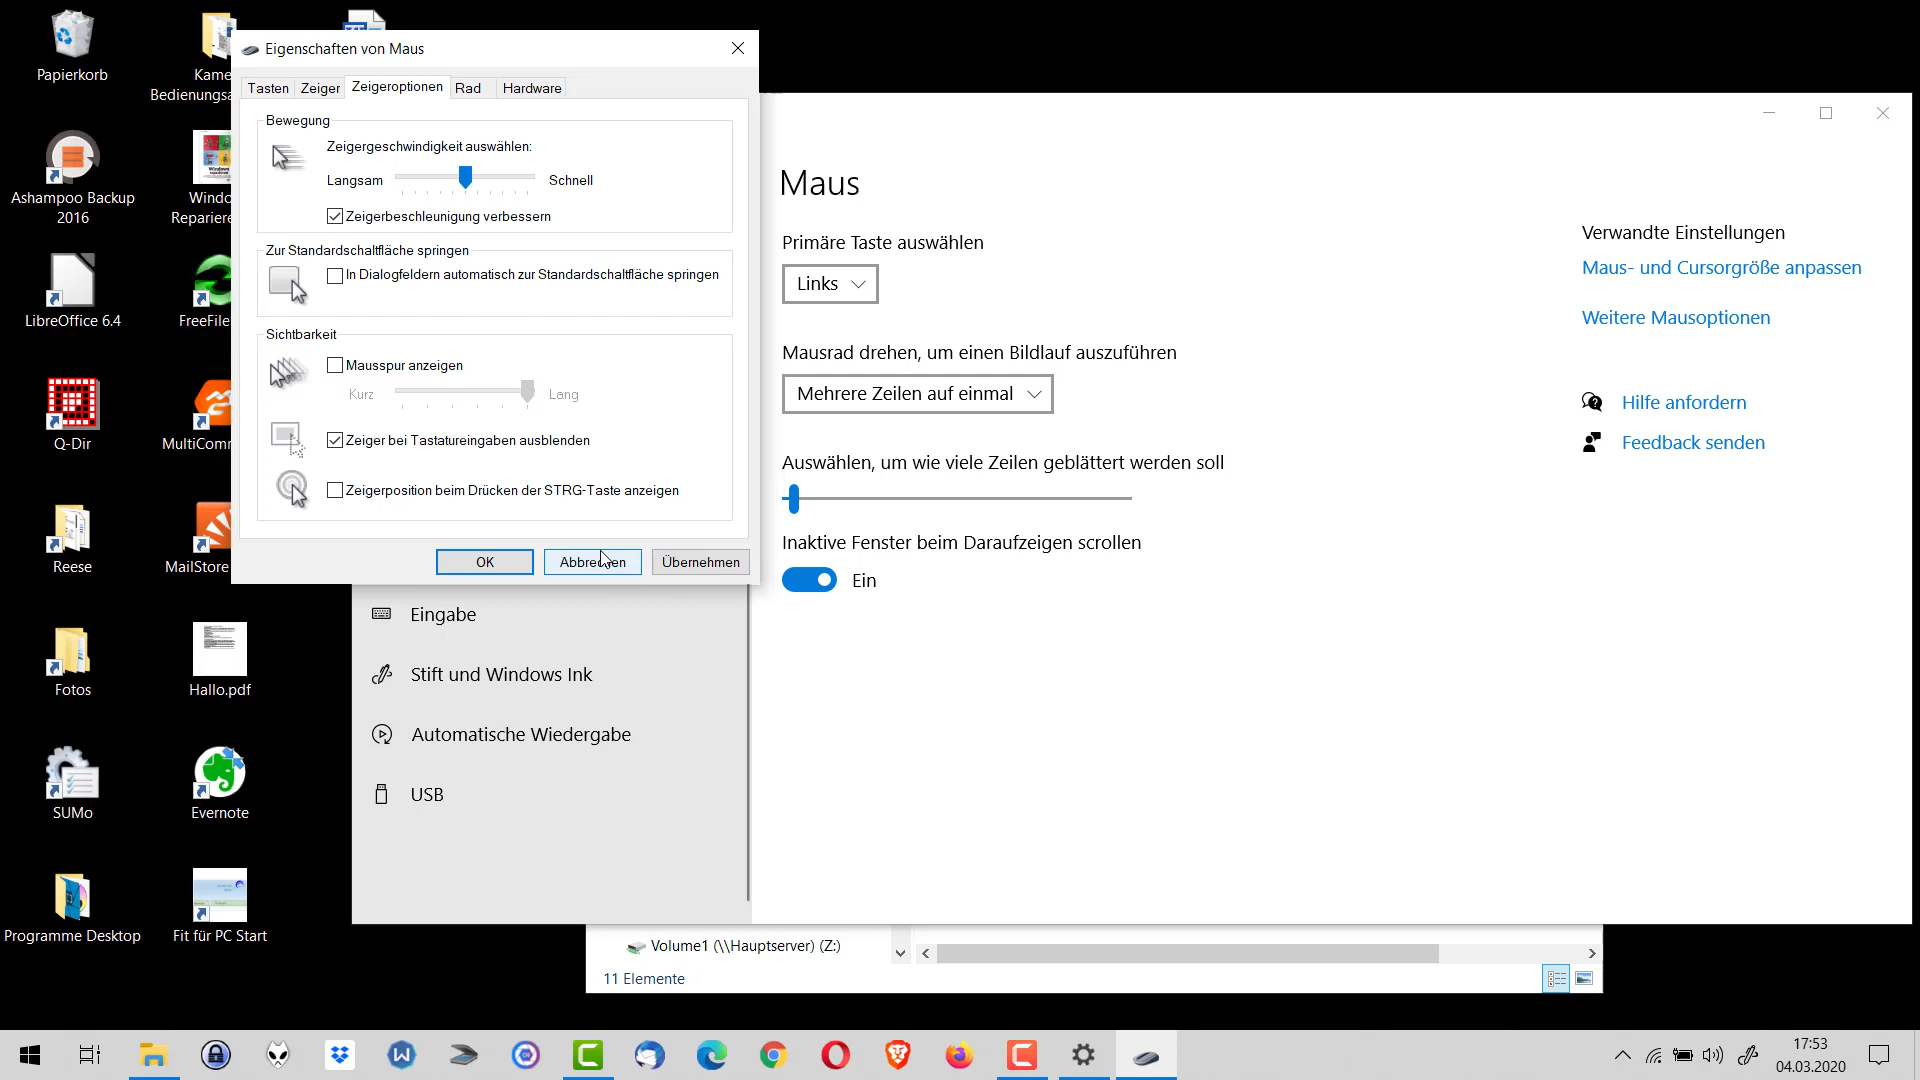 Papierkorb
Kame
Bedienungsa
Ashampoo Backup
2016
Windo
Reparier
LibreOffice 6.4
FreeFile
Q-Dir
MultiComr
Reese
MailStore
Fotos
Hallo.pdf
SUMo
Evernote
Programme Desktop
Fit für PC Start
Eigenschaften von Maus
Tasten
Zeiger
Zeigeroptionen
Rad
Hardware
Bewegung
Zeigergeschwindigkeit auswählen:
Langsam
Schnell
Zeigerbeschleunigung verbessern
Zur Standardschaltfläche springen
In Dialogfeldern automatisch zur Standardschaltfläche springen
Sichtbarkeit
Mausspur anzeigen
Kurz
Lang
Zeiger bei Tastatureingaben ausblenden
Zeigerposition beim Drücken der STRG-Taste anzeigen
OK
Abbrechen
Übernehmen
Eingabe
Stift und Windows Ink
Automatische Wiedergabe
USB
Maus
Primäre Taste auswählen
Links
Mausrad drehen, um einen Bildlauf auszuführen
Mehrere Zeilen auf einmal
Auswählen, um wie viele Zeilen geblättert werden soll
Inaktive Fenster beim Daraufzeigen scrollen
Ein
Verwandte Einstellungen
Maus- und Cursorgröße anpassen
Weitere Mausoptionen
Hilfe anfordern
Feedback senden
Volume1 (\\Hauptserver) (Z:)
11 Elemente
17:53
04.03.2020